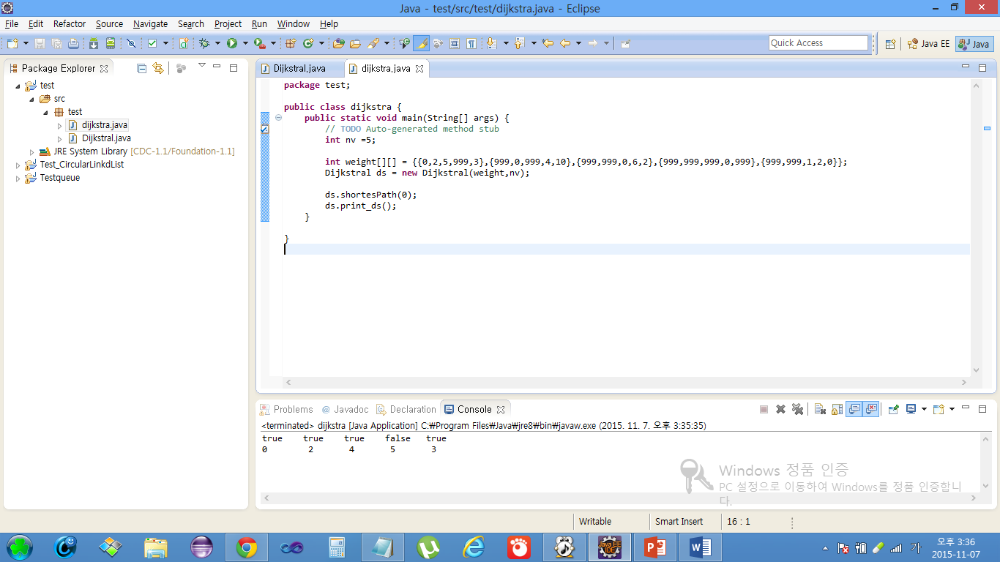 Java - test/src/test/dijkstra.java - Eclipse
File Edit Refactor Source Navigate Search Project Run Window Help
Quick Access Java EE Java
Package Explorer
test
src
test
dijkstra.java
Dijkstral.java
JRE System Library [CDC-1.1/Foundation-1.1]
Test_CircularLinkdList
Testqueue
Dijkstral.java dijkstra.java
package test;
public class dijkstra {
public static void main(String[] args) {
// TODO Auto-generated method stub
int nv =5;
int weight[][] = {{0,2,5,999,3},{999,0,999,4,10},{999,999,0,6,2},{999,999,999,0,999},{999,999,1,2,0}};
Dijkstral ds = new Dijkstral(weight,nv);
ds.shortesPath(0);
ds.print_ds();
}
}
Problems @ Javadoc Declaration Console
<terminated> dijkstra [Java Application] C:₩Program Files₩Java₩jre8₩bin₩javaw.exe (2015. 11. 7. 오후 3:35:35)
true true true false true
0 2 4 5 3
Windows 정품 인증
PC 설정으로 이동하여 Windows를 정품 인증합니
다.
Writable Smart Insert 16 : 1
가 오후 3:36
2015-11-07